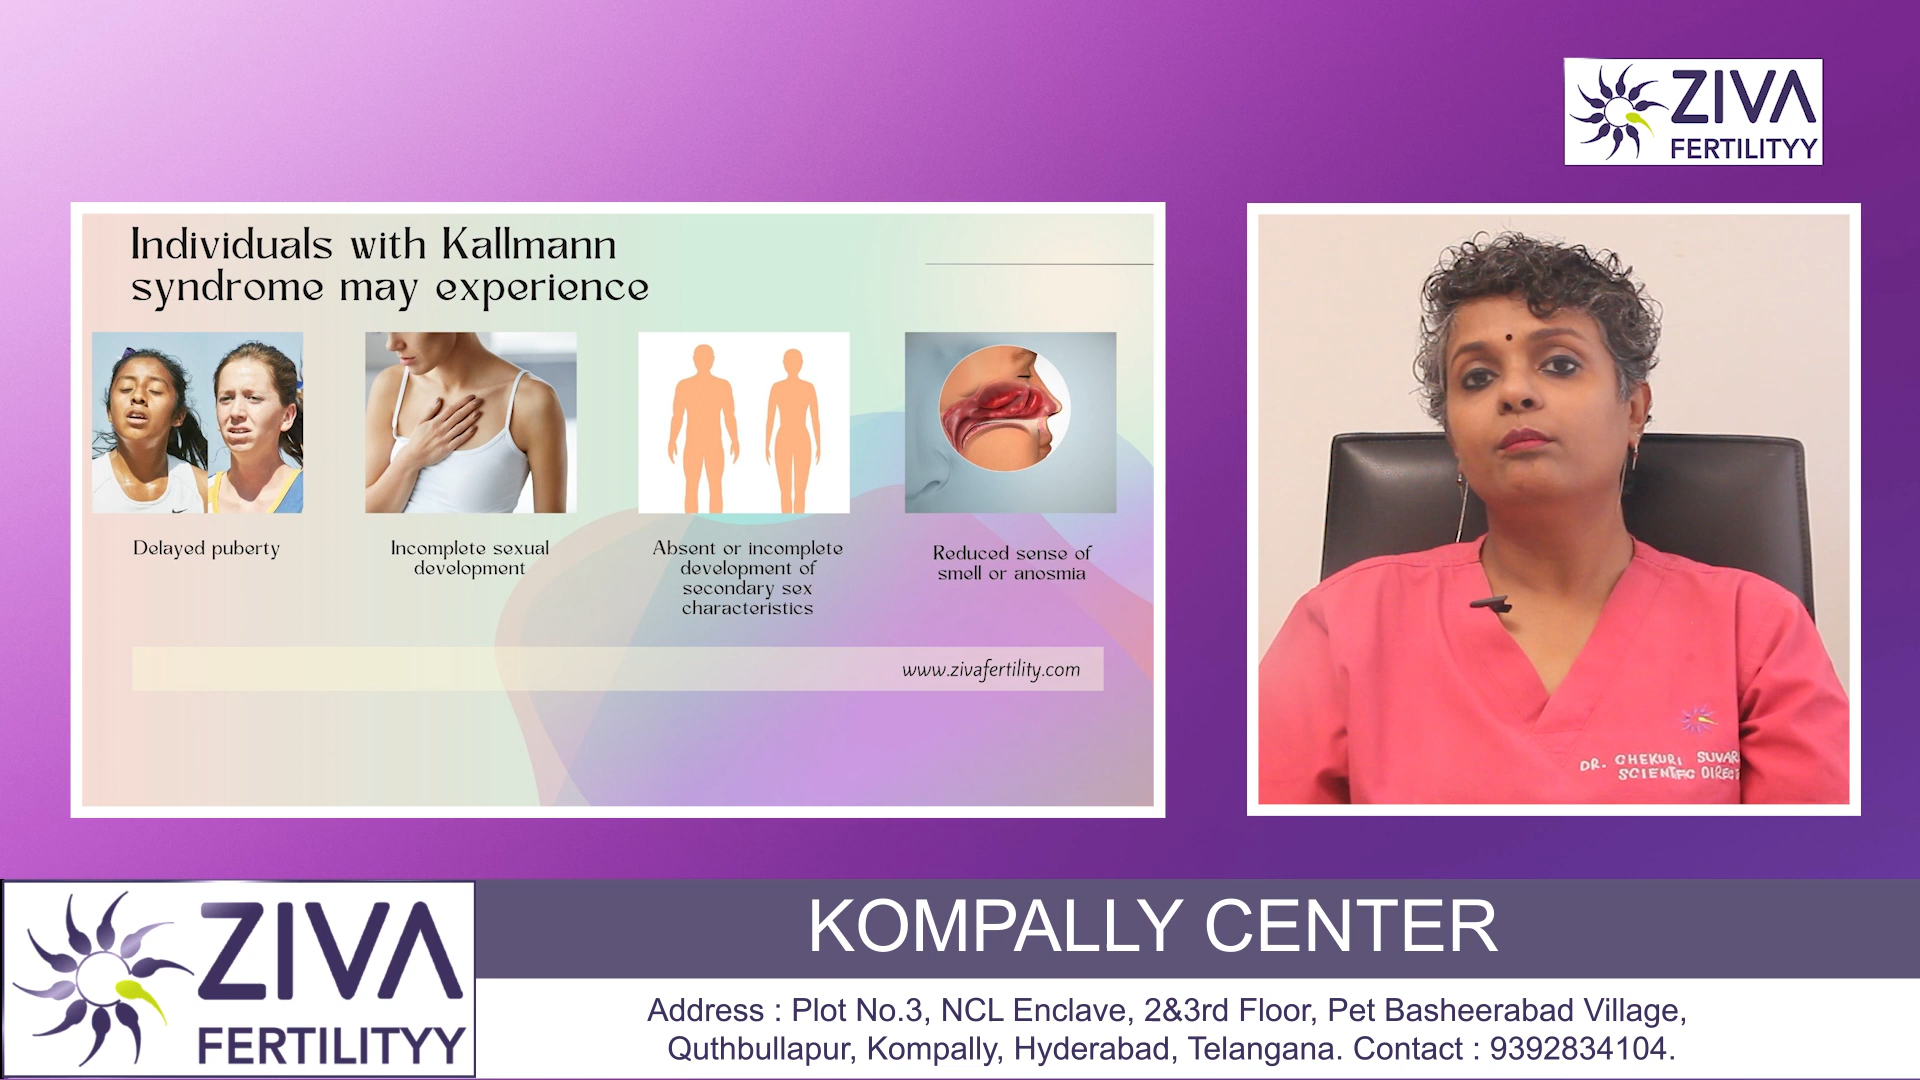 ZIVA
FERTILITYY
Individuals with Kallmann
syndrome may experience
Delayed puberty
Incomplete sexual
development
Absent or incomplete
development of
secondary sex
characteristics
Reduced sense of
smell or anosmia
www.zivafertility.com
DR. CHEKURI SUVAR
SCIENTIFIC DIREC
ZIVA
FERTILITYY
KOMPALLY CENTER
Address : Plot No.3, NCL Enclave, 2&3rd Floor, Pet Basheerabad Village,
Quthbullapur, Kompally, Hyderabad, Telangana. Contact : 9392834104.